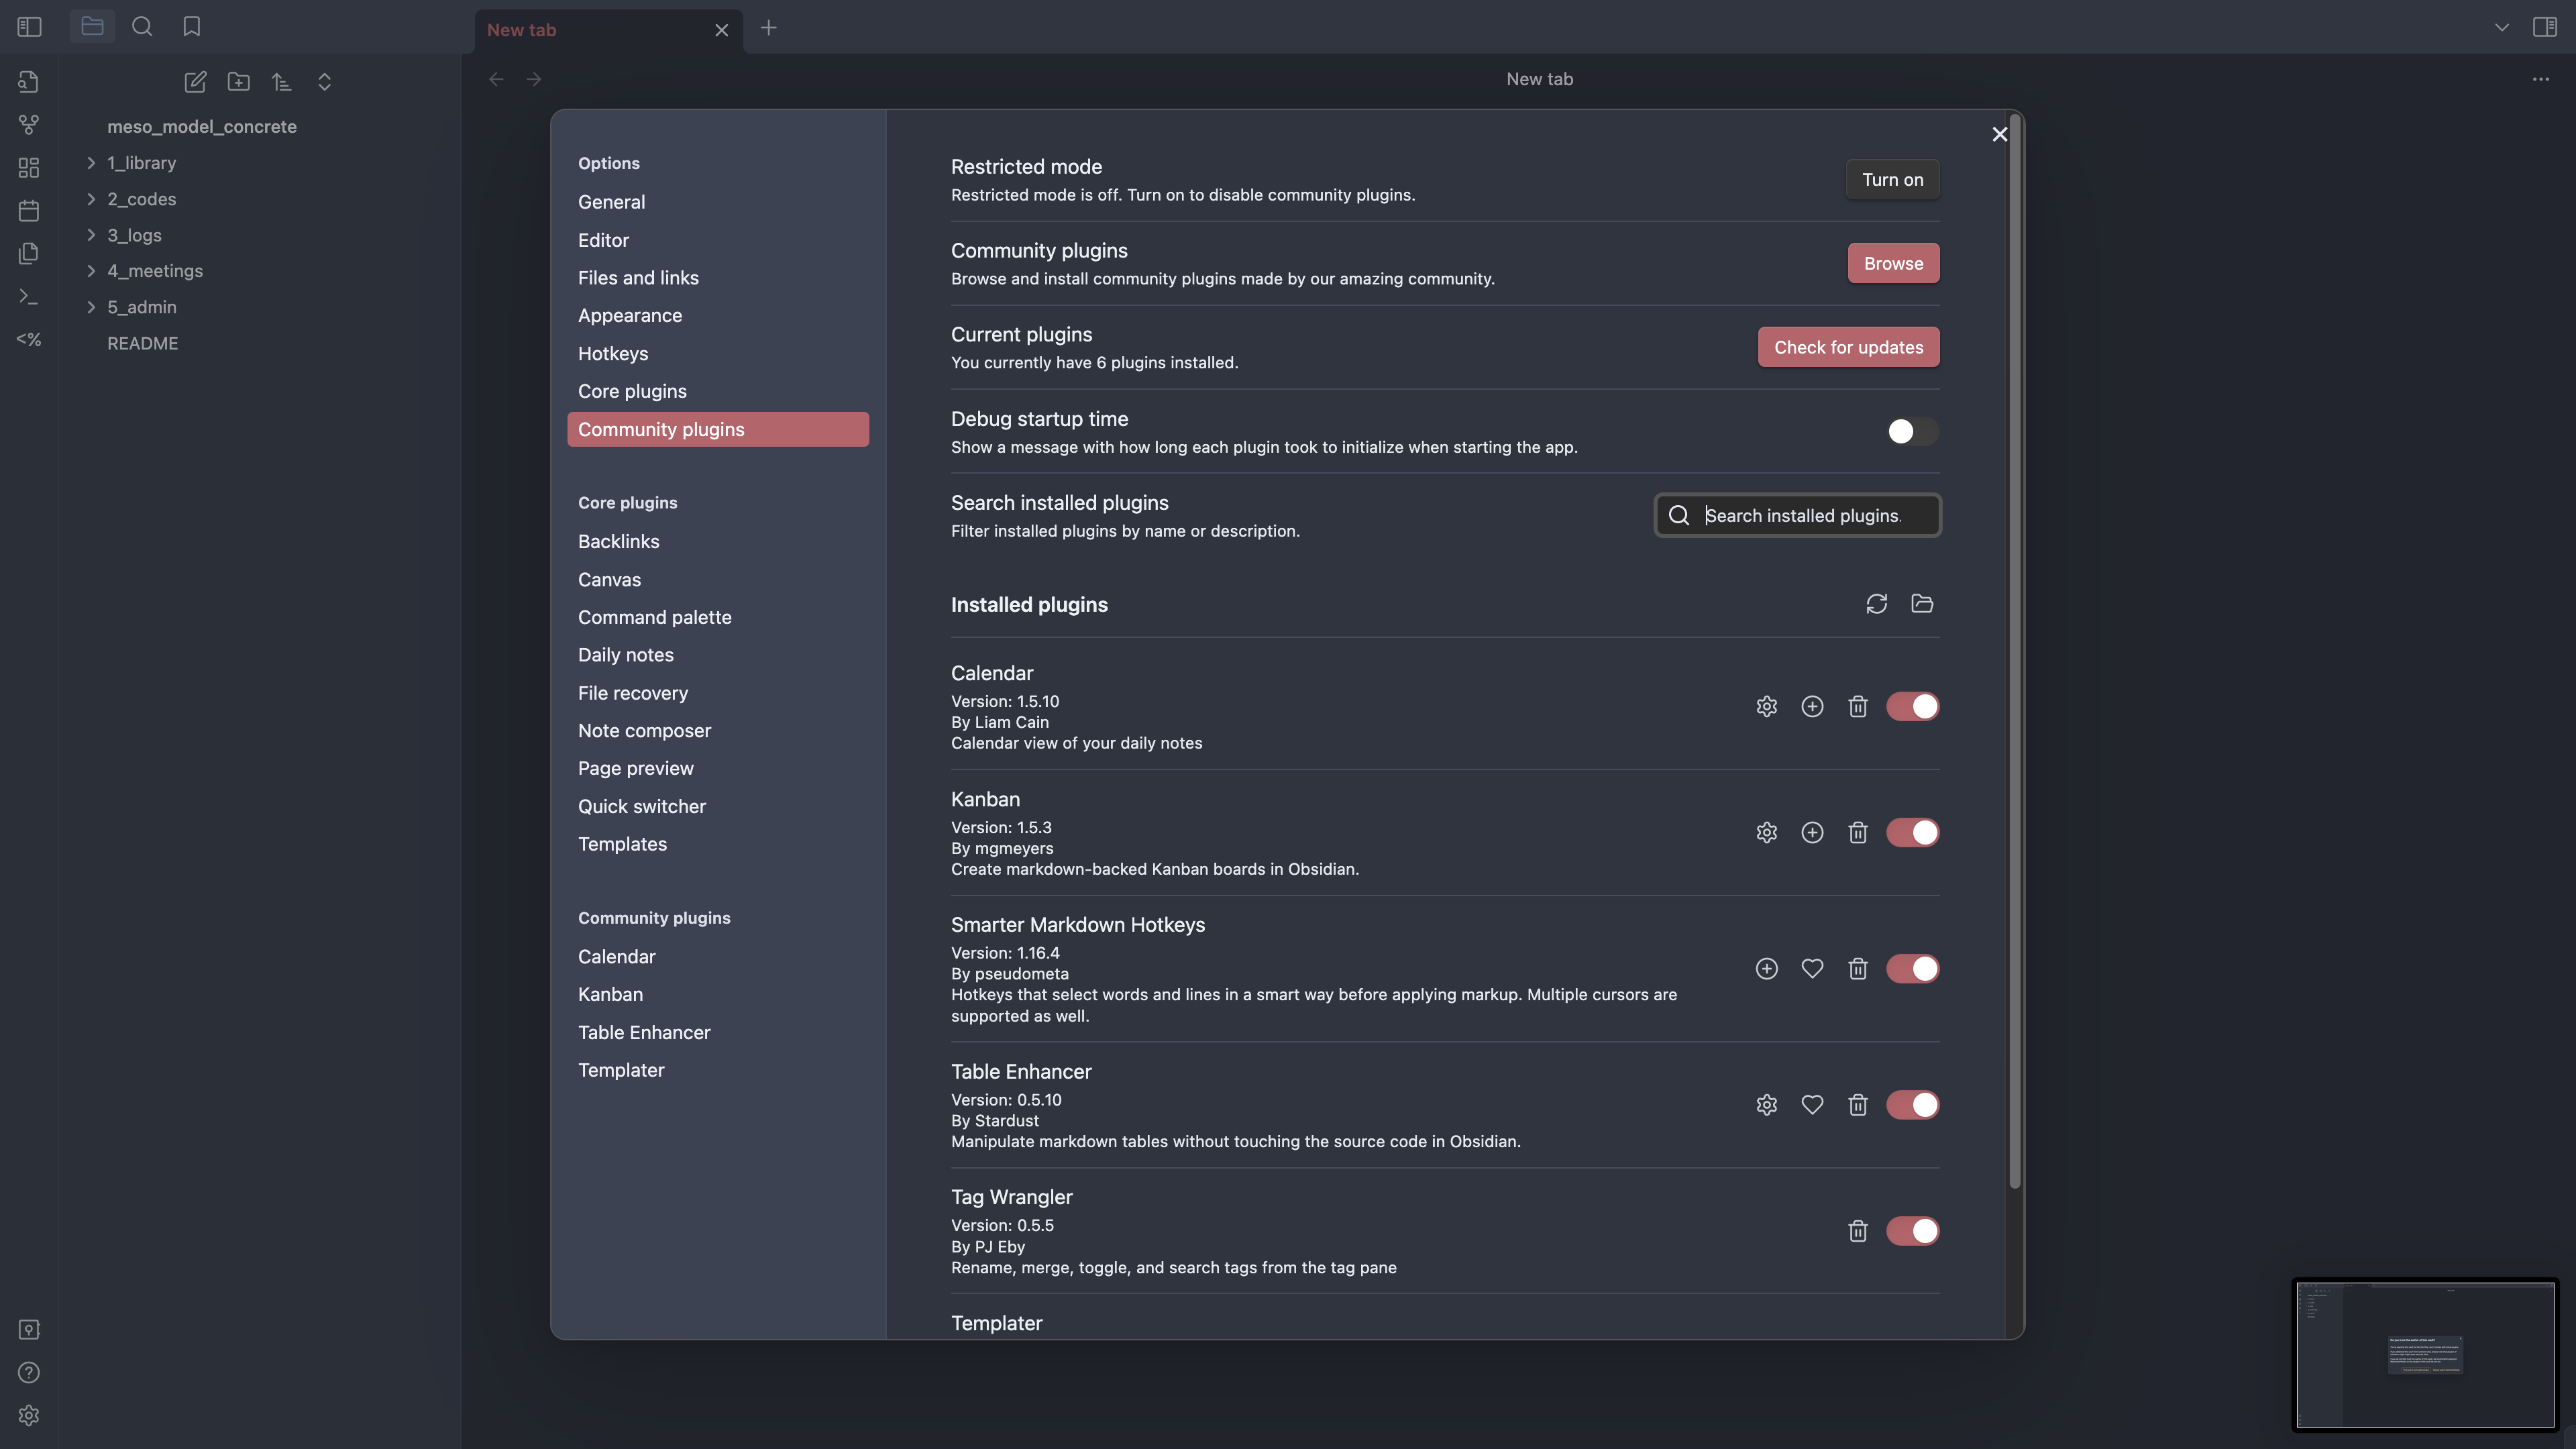 New tab
New tab
meso_model_concrete
1_library
2_codes
3_logs
4_meetings
5_admin
README
<%
Options
General
Editor
Files and links
Appearance
Hotkeys
Core plugins
Community plugins
Core plugins
Backlinks
Canvas
Command palette
Daily notes
File recovery
Note composer
Page preview
Quick switcher
Templates
Community plugins
Calendar
Kanban
Table Enhancer
Templater
Restricted mode
Restricted mode is off. Turn on to disable community plugins.
Turn on
Community plugins
Browse and install community plugins made by our amazing community.
Browse
Current plugins
You currently have 6 plugins installed.
Check for updates
Debug startup time
Show a message with how long each plugin took to initialize when starting the app.
Search installed plugins
Filter installed plugins by name or description.
Search installed plugins.
Installed plugins
Calendar
Version: 1.5.10
By Liam Cain
Calendar view of your daily notes
Kanban
Version: 1.5.3
By mgmeyers
Create markdown-backed Kanban boards in Obsidian.
Smarter Markdown Hotkeys
Version: 1.16.4
By pseudometa
Hotkeys that select words and lines in a smart way before applying markup. Multiple cursors are
supported as well.
Table Enhancer
Version: 0.5.10
By Stardust
Manipulate markdown tables without touching the source code in Obsidian.
Tag Wrangler
Version: 0.5.5
By PJ Eby
Rename, merge, toggle, and search tags from the tag pane
Templater